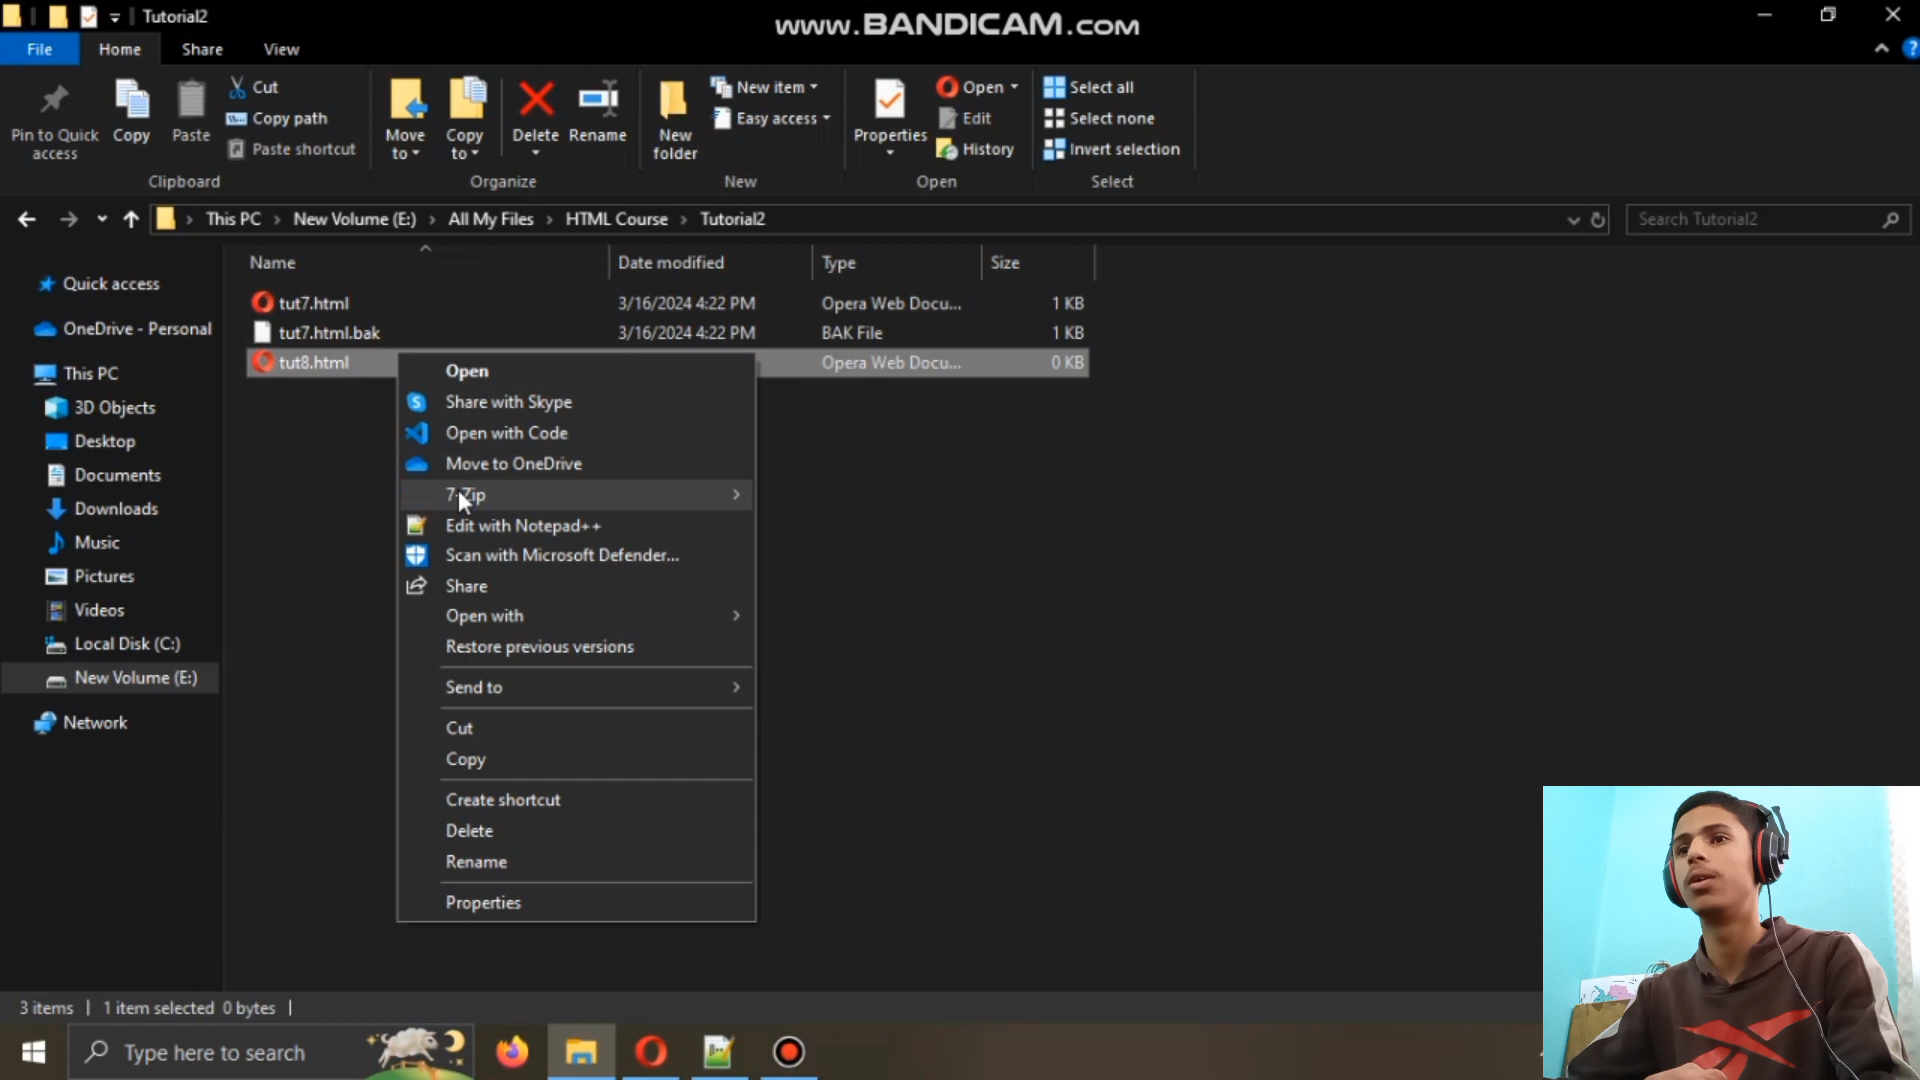 Tutorial2
www.BANDICAM.com
File Home Share View
Pin to Quick access
Copy
Paste
Cut
Copy path
Paste shortcut
Move to
Copy to
Delete
Rename
New folder
New item
Easy access
Properties
Open
Edit
History
Select all
Select none
Invert selection
Clipboard Organize New Open Select
This PC > New Volume (E:) > All My Files > HTML Course > Tutorial2
Search Tutorial2
Name Date modified Type Size
tut7.html 3/16/2024 4:22 PM Opera Web Docu... 1 KB
tut7.html.bak 3/16/2024 4:22 PM BAK File 1 KB
tut8.html Opera Web Docu... 0 KB
Quick access
OneDrive - Personal
This PC
3D Objects
Desktop
Documents
Downloads
Music
Pictures
Videos
Local Disk (C:)
New Volume (E:)
Network
Open
Share with Skype
Open with Code
Move to OneDrive
7-Zip
Edit with Notepad++
Scan with Microsoft Defender...
Share
Open with
Restore previous versions
Send to
Cut
Copy
Create shortcut
Delete
Rename
Properties
3 items 1 item selected 0 bytes
Type here to search